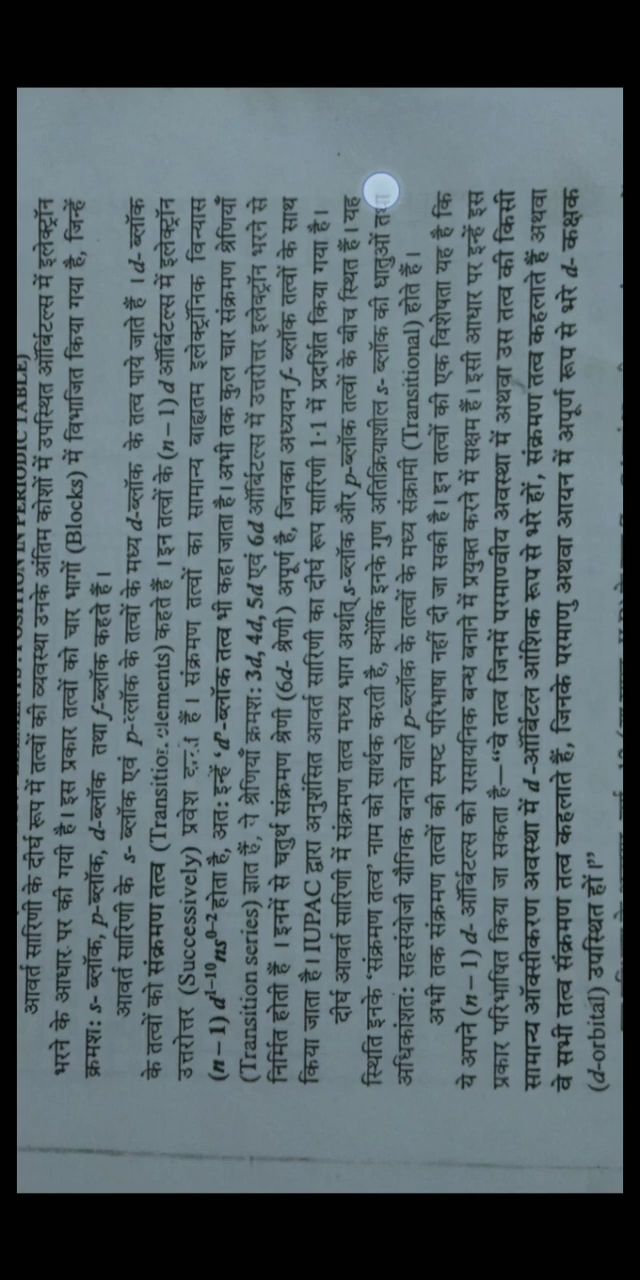 POSITION IN PERIODIC TABLE)
आवर्त सारिणी के दीर्घ रूप में तत्वों की व्यवस्था उनके अंतिम कोशों में उपस्थित ऑर्बिटल्स में इलेक्ट्रॉन
भरने के आधार पर की गयी है। इस प्रकार तत्वों को चार भागों (Blocks) में विभाजित किया गया है, जिन्हें
क्रमशः s- ब्लॉक, p-ब्लॉक, d-ब्लॉक तथा f-ब्लॉक कहते हैं।
आवर्त सारिणी के s- ब्लॉक एवं p-ब्लॉक के तत्वों के मध्य d-ब्लॉक के तत्व पाये जाते हैं । d- ब्लॉक
के तत्वों को संक्रमण तत्व (Transition elements) कहते हैं । इन तत्वों के (n – 1) d ऑर्बिटल्स में इलेक्ट्रॉन
उत्तरोत्तर (Successively) प्रवेश हैं । संक्रमण तत्वों का सामान्य बाह्यतम इलेक्ट्रॉनिक विन्यास
(n – 1) d¹⁻¹⁰ ns⁰⁻² होता है, अतः इन्हें 'd'-ब्लॉक तत्व भी कहा जाता है। अभी तक कुल चार संक्रमण श्रेणियाँ
(Transition series) ज्ञात हैं, ये श्रेणियाँ क्रमशः 3d, 4d, 5d एवं 6d ऑर्बिटल्स में उत्तरोत्तर इलेक्ट्रॉन भरने से
निर्मित होती हैं । इनमें से चतुर्थ संक्रमण श्रेणी (6d- श्रेणी) अपूर्ण है, जिनका अध्ययन f- ब्लॉक तत्वों के साथ
किया जाता है। IUPAC द्वारा अनुशंसित आवर्त सारिणी का दीर्घ रूप सारिणी 1·1 में प्रदर्शित किया गया है।
दीर्घ आवर्त सारिणी में संक्रमण तत्व मध्य भाग अर्थात् s-ब्लॉक और p-ब्लॉक तत्वों के बीच स्थित हैं। यह
स्थिति इनके 'संक्रमण तत्व' नाम को सार्थक करती है, क्योंकि इनके गुण अतिक्रियाशील s- ब्लॉक की धातुओं तथा
अधिकांशतः सहसंयोजी यौगिक बनाने वाले p-ब्लॉक के तत्वों के मध्य संक्रामी (Transitional) होते हैं।
अभी तक संक्रमण तत्वों की स्पष्ट परिभाषा नहीं दी जा सकी है। इन तत्वों की एक विशेषता यह है कि
ये अपने (n – 1) d- ऑर्बिटल्स को रासायनिक बन्ध बनाने में प्रयुक्त करने में सक्षम हैं। इसी आधार पर इन्हें इस
प्रकार परिभाषित किया जा सकता है—“वे तत्व जिनमें परमाण्वीय अवस्था में अथवा उस तत्व की किसी
सामान्य ऑक्सीकरण अवस्था में d -ऑर्बिटल आंशिक रूप से भरे हों, संक्रमण तत्व कहलाते हैं अथवा
वे सभी तत्व संक्रमण तत्व कहलाते हैं, जिनके परमाणु अथवा आयन में अपूर्ण रूप से भरे d- कक्षक
(d-orbital) उपस्थित हों।”